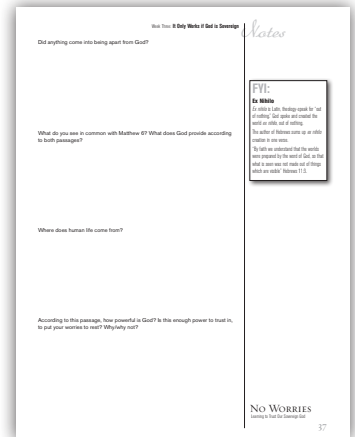 Week Three: It Only Works if God is Sovereign
Notes
Did anything come into being apart from God?
FYI:
Ex Nihilo
Ex nihilo is Latin, theology-speak for "out
of nothing." God spoke and created the
world ex nihilo, out of nothing.
The author of Hebrews sums up ex nihilo
creation in one verse:
"By faith we understand that the worlds
were prepared by the word of God, so that
what is seen was not made out of things
which are visible" Hebrews 11:3.
What do you see in common with Matthew 6? What does God provide according
to both passages?
Where does human life come from?
According to this passage, how powerful is God? Is this enough power to trust in,
to put your worries to rest? Why/why not?
No Worries
Learning to Trust Our Sovereign God
37